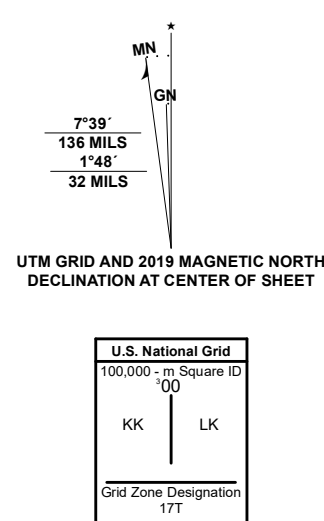 ★
MN
GN
7°39´
136 MILS
1°48´
32 MILS
UTM GRID AND 2019 MAGNETIC NORTH
DECLINATION AT CENTER OF SHEET
U.S. National Grid
100,000 - m Square ID
³00
KK LK
Grid Zone Designation
17T